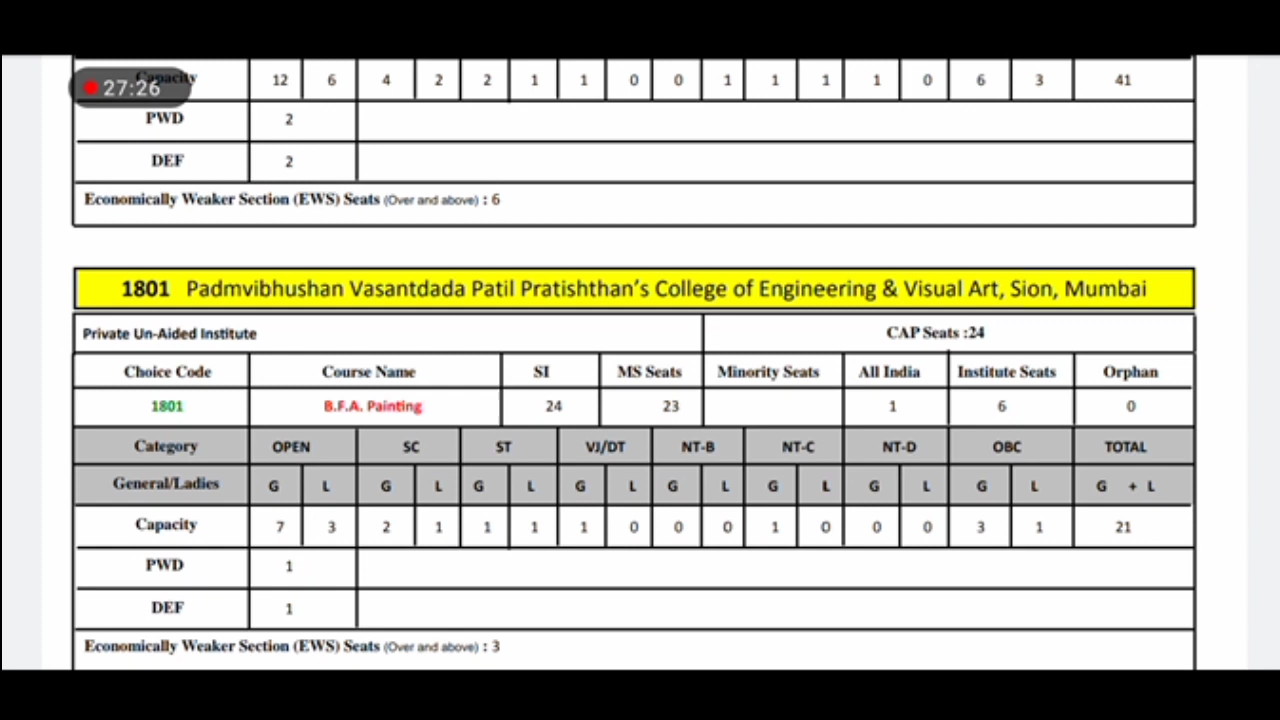 Capacity 12 6 4 2 2 1 1 0 0 1 1 1 1 0 6 3 41
27:26
PWD 2
DEF 2
Economically Weaker Section (EWS) Seats (Over and above) : 6
1801 Padmvibhushan Vasantdada Patil Pratishthan's College of Engineering & Visual Art, Sion, Mumbai
Private Un-Aided Institute CAP Seats :24
Choice Code Course Name SI MS Seats Minority Seats All India Institute Seats Orphan
1801 B.F.A. Painting 24 23 1 6 0
Category OPEN SC ST VJ/DT NT-B NT-C NT-D OBC TOTAL
General/Ladies G L G L G L G L G L G L G L G L G + L
Capacity 7 3 2 1 1 1 1 0 0 0 1 0 0 0 3 1 21
PWD 1
DEF 1
Economically Weaker Section (EWS) Seats (Over and above) : 3